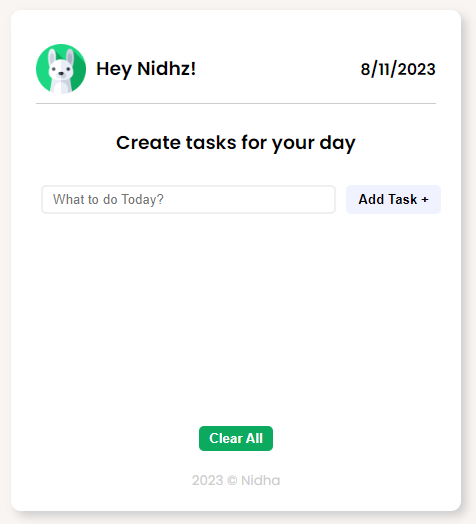 Hey Nidhz!
8/11/2023
Create tasks for your day
What to do Today?
Add Task +
Clear All
2023 © Nidha